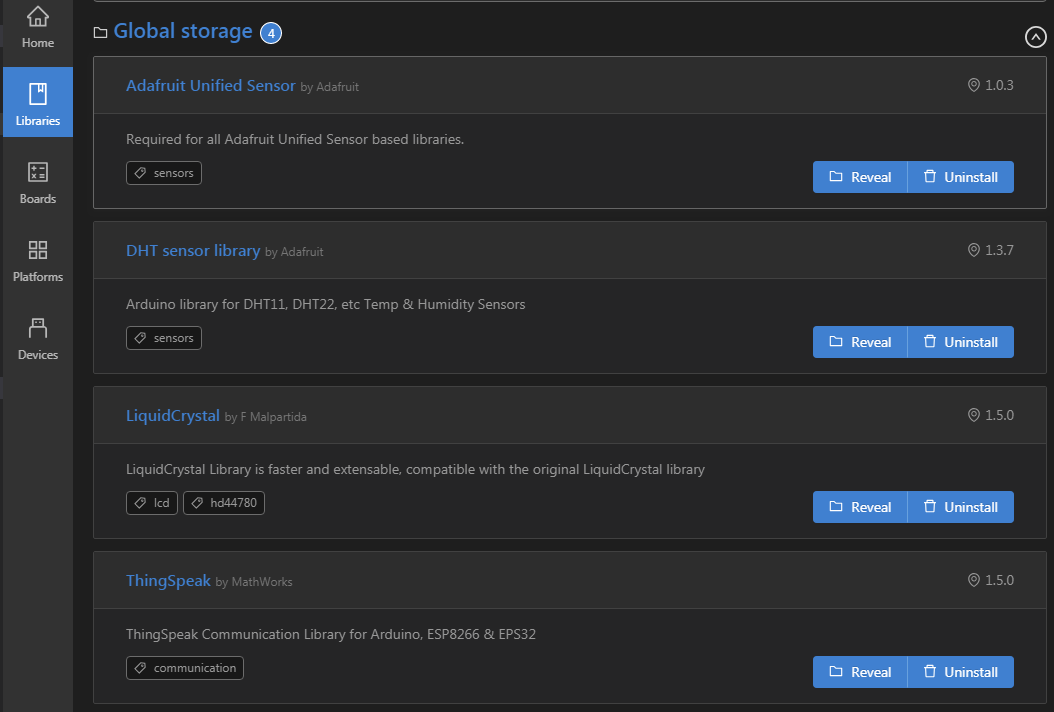 Home
Libraries
Boards
Platforms
Devices
Global storage 4
Adafruit Unified Sensor by Adafruit 1.0.3
Required for all Adafruit Unified Sensor based libraries.
sensors
Reveal Uninstall
DHT sensor library by Adafruit 1.3.7
Arduino library for DHT11, DHT22, etc Temp & Humidity Sensors
sensors
Reveal Uninstall
LiquidCrystal by F Malpartida 1.5.0
LiquidCrystal Library is faster and extensable, compatible with the original LiquidCrystal library
lcd hd44780
Reveal Uninstall
ThingSpeak by MathWorks 1.5.0
ThingSpeak Communication Library for Arduino, ESP8266 & EPS32
communication
Reveal Uninstall